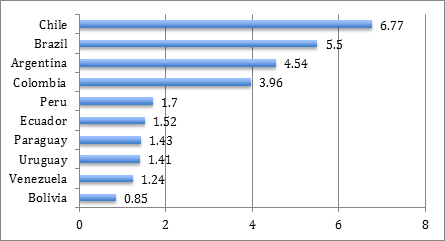 Chile 6.77
Brazil 5.5
Argentina 4.54
Colombia 3.96
Peru 1.7
Ecuador 1.52
Paraguay 1.43
Uruguay 1.41
Venezuela 1.24
Bolivia 0.85
0 2 4 6 8